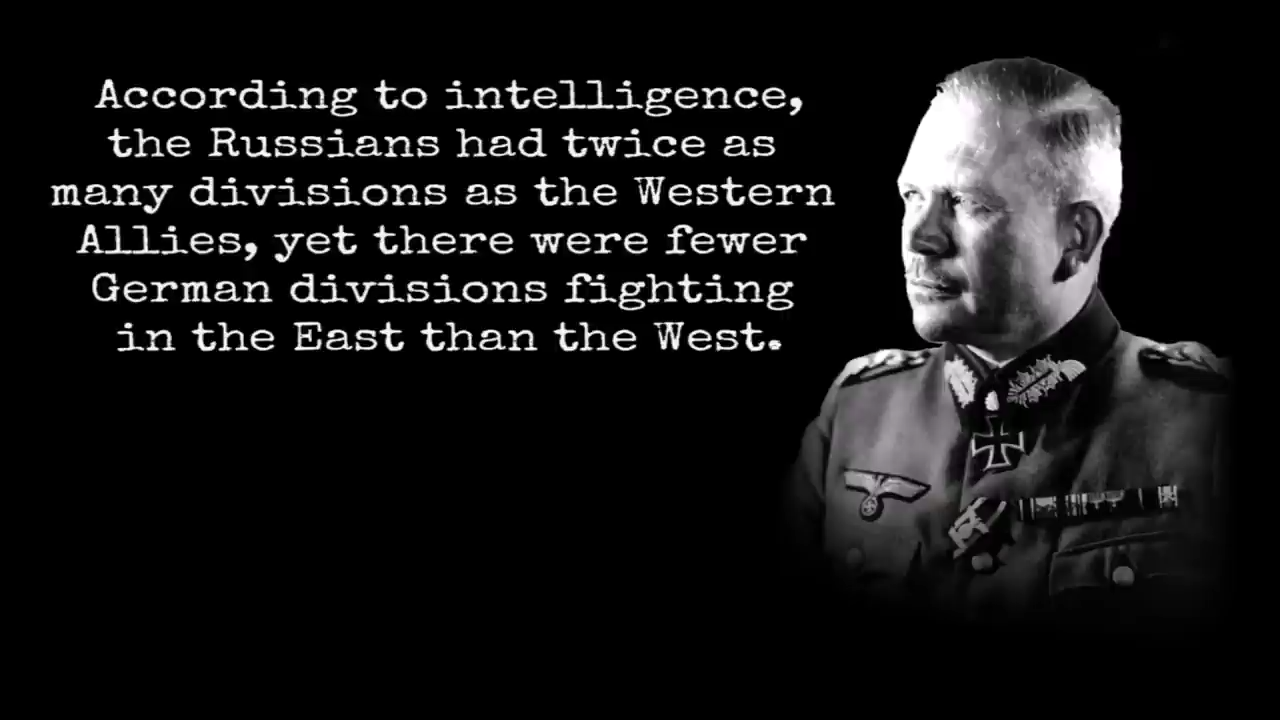 According to intelligence,
the Russians had twice as
many divisions as the Western
Allies, yet there were fewer
German divisions fighting
in the East than the West.